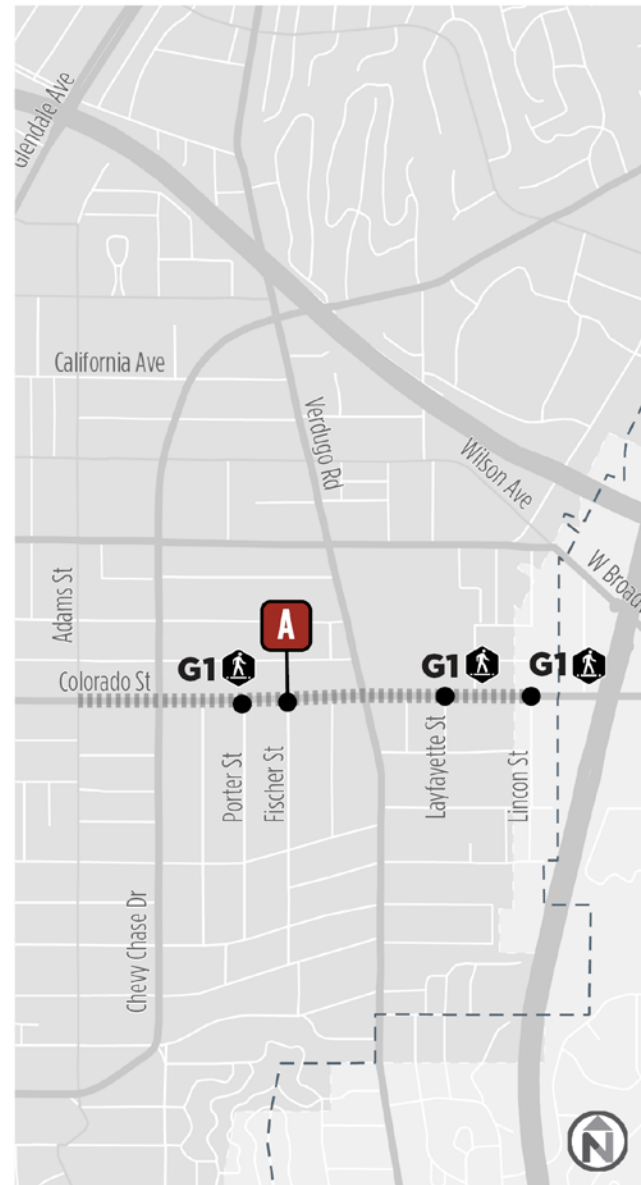 Glendale Ave
California Ave
Verdugo Rd
Wilson Ave
W Broadw
Adams St
A
G1
G1
G1
Colorado St
Porter St
Fischer St
Layfayette St
Lincon St
Chevy Chase Dr
N